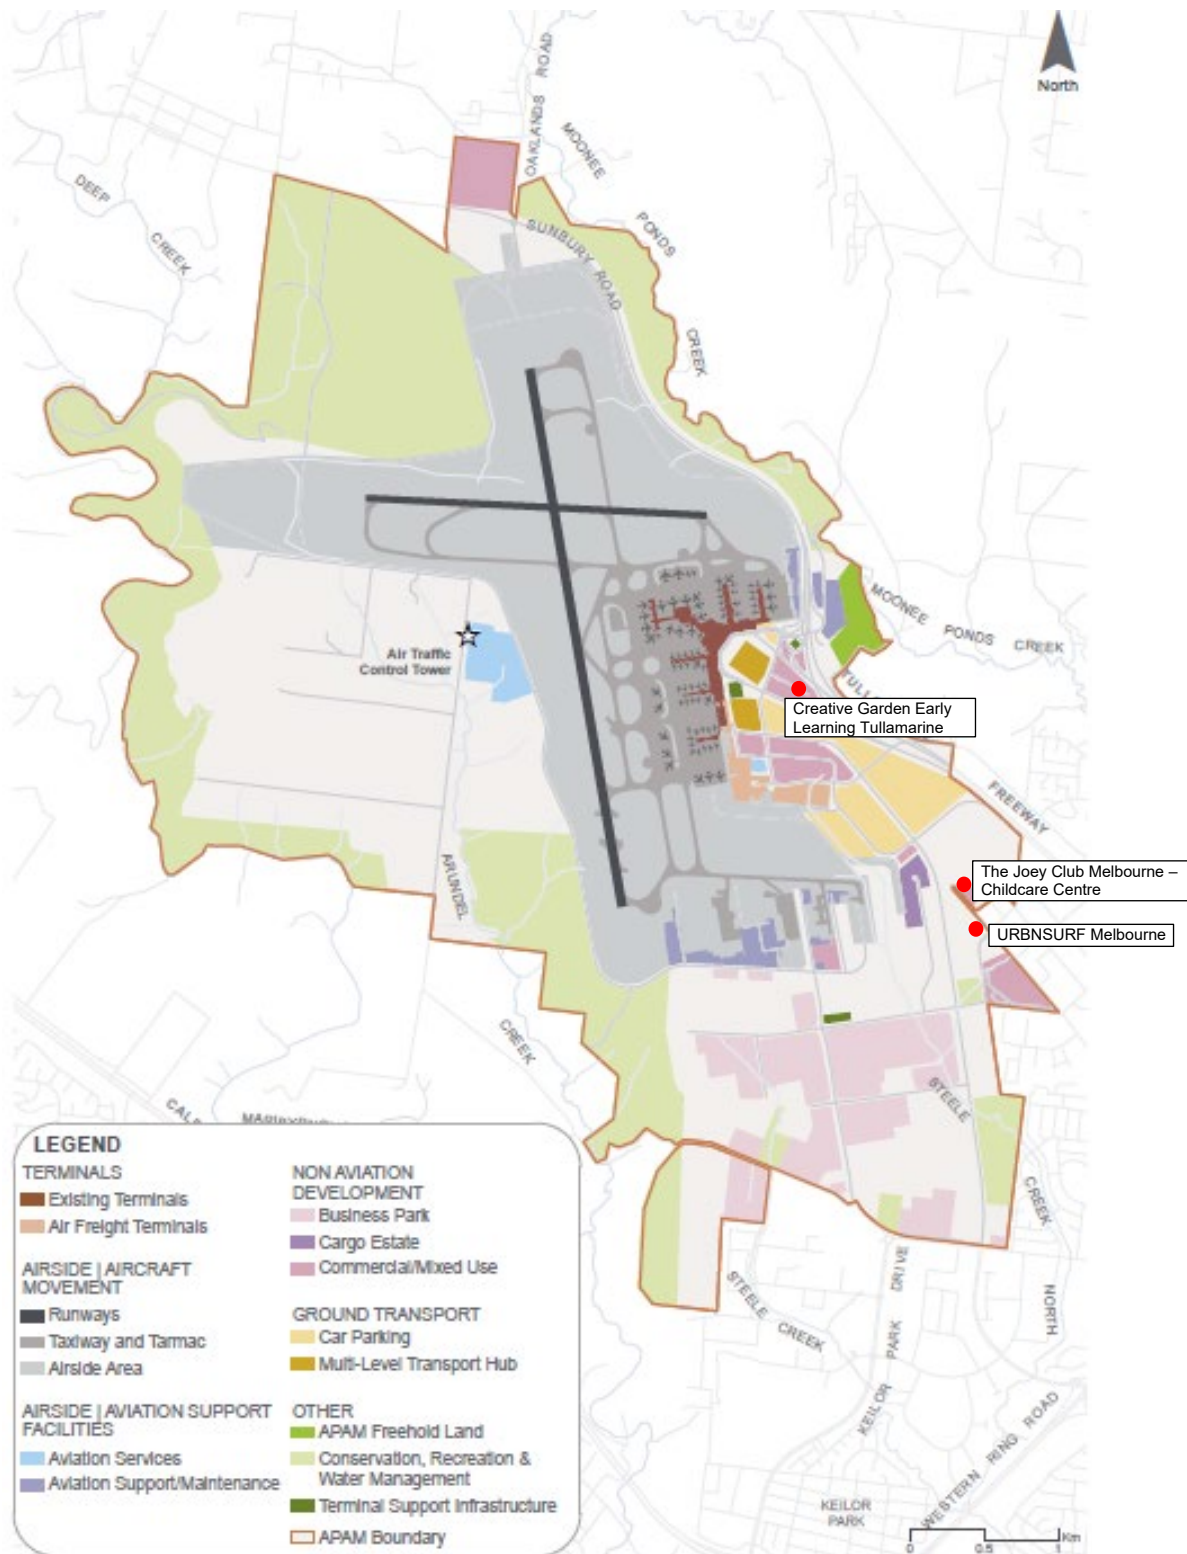 North
OAKLANDS ROAD
MOONEE
PONDS
CREEK
DEEP
CREEK
SUNBURY ROAD
MOONEE PONDS CREEK
Air Traffic
Control Tower
Creative Garden Early
Learning Tullamarine
FREEWAY
The Joey Club Melbourne –
Childcare Centre
URBNSURF Melbourne
ARUNDEL
CREEK
STEELE
CREEK
STEELE CREEK
KEILOR PARK DRIVE
NORTH
WESTERN RING ROAD
KEILOR
PARK
0 0.5 1 Km
LEGEND
TERMINALS
Existing Terminals
Air Freight Terminals
AIRSIDE | AIRCRAFT
MOVEMENT
Runways
Taxiway and Tarmac
Airside Area
AIRSIDE | AVIATION SUPPORT
FACILITIES
Aviation Services
Aviation Support/Maintenance
NON AVIATION
DEVELOPMENT
Business Park
Cargo Estate
Commercial/Mixed Use
GROUND TRANSPORT
Car Parking
Multi-Level Transport Hub
OTHER
APAM Freehold Land
Conservation, Recreation &
Water Management
Terminal Support Infrastructure
APAM Boundary